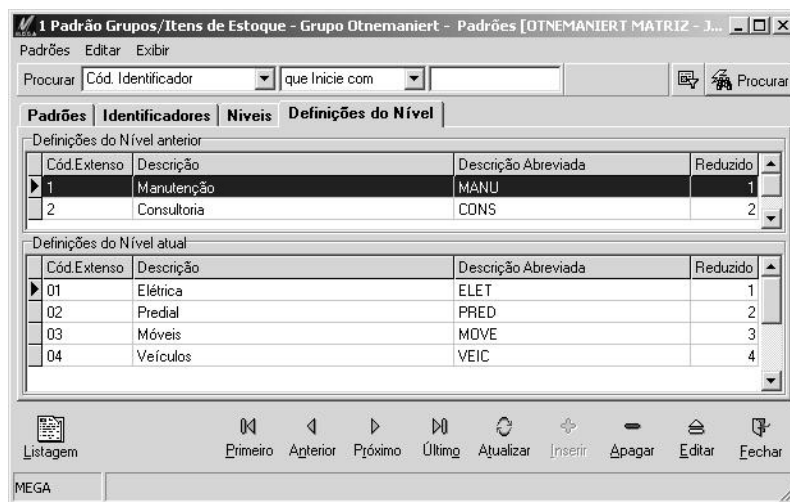 1 Padrão Grupos/Itens de Estoque - Grupo Otnemaniert - Padrões [OTNEMANIERT MATRIZ - J...
Padrões Editar Exibir
Procurar Cód. Identificador que Inicie com Procurar
Padrões Identificadores Niveis Definições do Nível
Definições do Nível anterior
Cód.Extenso Descrição Descrição Abreviada Reduzido
1 Manutenção MANU 1
2 Consultoria CONS 2
Definições do Nível atual
Cód.Extenso Descrição Descrição Abreviada Reduzido
01 Elétrica ELET 1
02 Predial PRED 2
03 Móveis MOVE 3
04 Veículos VEIC 4
Listagem Primeiro Anterior Próximo Último Atualizar Inserir Apagar Editar Fechar
MEGA